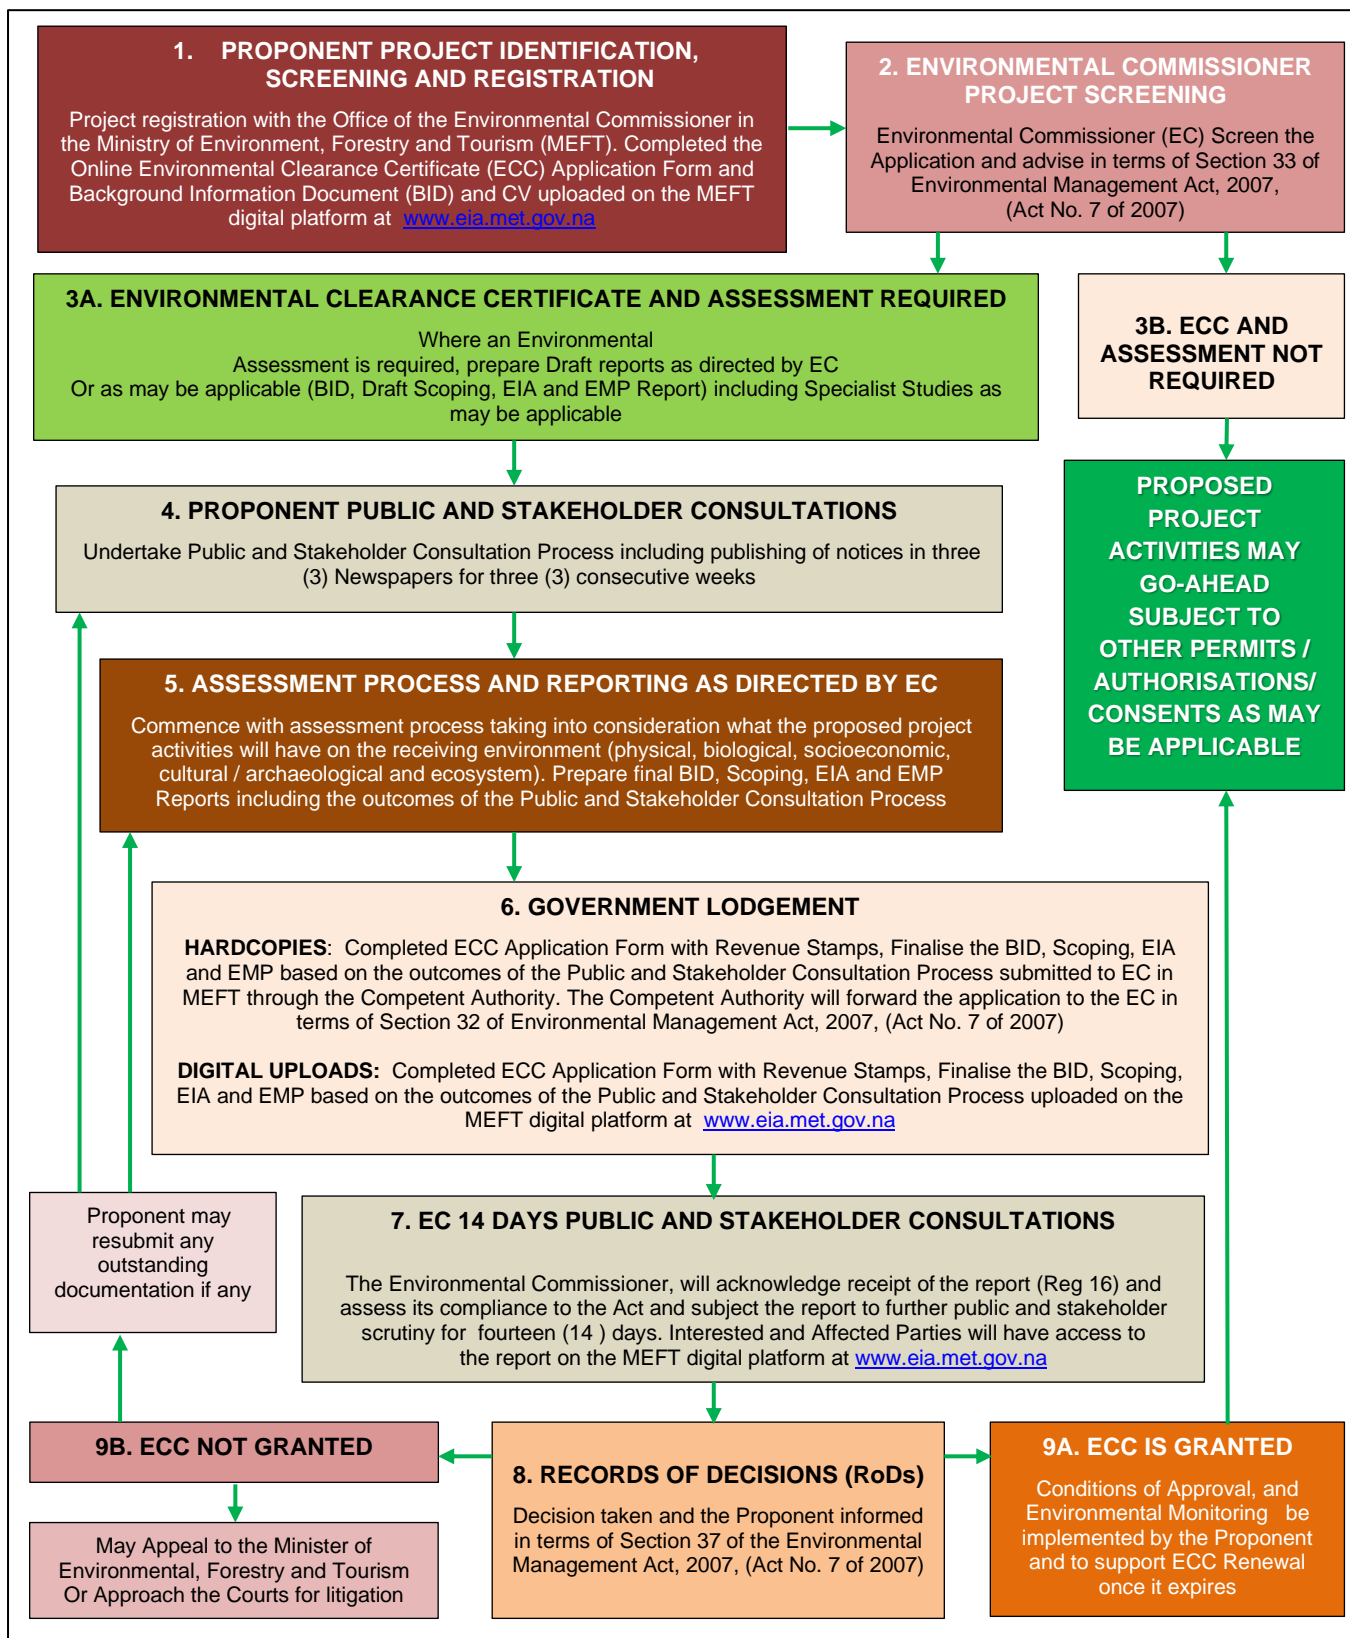 1. PROPONENT PROJECT IDENTIFICATION,
SCREENING AND REGISTRATION
Project registration with the Office of the Environmental Commissioner in
the Ministry of Environment, Forestry and Tourism (MEFT). Completed the
Online Environmental Clearance Certificate (ECC) Application Form and
Background Information Document (BID) and CV uploaded on the MEFT
digital platform at www.eia.met.gov.na
2. ENVIRONMENTAL COMMISSIONER
PROJECT SCREENING
Environmental Commissioner (EC) Screen the
Application and advise in terms of Section 33 of
Environmental Management Act, 2007,
(Act No. 7 of 2007)
3A. ENVIRONMENTAL CLEARANCE CERTIFICATE AND ASSESSMENT REQUIRED
Where an Environmental
Assessment is required, prepare Draft reports as directed by EC
Or as may be applicable (BID, Draft Scoping, EIA and EMP Report) including Specialist Studies as
may be applicable
3B. ECC AND
ASSESSMENT NOT
REQUIRED
4. PROPONENT PUBLIC AND STAKEHOLDER CONSULTATIONS
Undertake Public and Stakeholder Consultation Process including publishing of notices in three
(3) Newspapers for three (3) consecutive weeks
PROPOSED
PROJECT
ACTIVITIES MAY
GO-AHEAD
SUBJECT TO
OTHER PERMITS /
AUTHORISATIONS/
CONSENTS AS MAY
BE APPLICABLE
5. ASSESSMENT PROCESS AND REPORTING AS DIRECTED BY EC
Commence with assessment process taking into consideration what the proposed project
activities will have on the receiving environment (physical, biological, socioeconomic,
cultural / archaeological and ecosystem). Prepare final BID, Scoping, EIA and EMP
Reports including the outcomes of the Public and Stakeholder Consultation Process
6. GOVERNMENT LODGEMENT
HARDCOPIES: Completed ECC Application Form with Revenue Stamps, Finalise the BID, Scoping, EIA
and EMP based on the outcomes of the Public and Stakeholder Consultation Process submitted to EC in
MEFT through the Competent Authority. The Competent Authority will forward the application to the EC in
terms of Section 32 of Environmental Management Act, 2007, (Act No. 7 of 2007)
DIGITAL UPLOADS: Completed ECC Application Form with Revenue Stamps, Finalise the BID, Scoping,
EIA and EMP based on the outcomes of the Public and Stakeholder Consultation Process uploaded on the
MEFT digital platform at www.eia.met.gov.na
Proponent may
resubmit any
outstanding
documentation if any
7. EC 14 DAYS PUBLIC AND STAKEHOLDER CONSULTATIONS
The Environmental Commissioner, will acknowledge receipt of the report (Reg 16) and
assess its compliance to the Act and subject the report to further public and stakeholder
scrutiny for fourteen (14 ) days. Interested and Affected Parties will have access to
the report on the MEFT digital platform at www.eia.met.gov.na
9B. ECC NOT GRANTED
May Appeal to the Minister of
Environmental, Forestry and Tourism
Or Approach the Courts for litigation
8. RECORDS OF DECISIONS (RoDs)
Decision taken and the Proponent informed
in terms of Section 37 of the Environmental
Management Act, 2007, (Act No. 7 of 2007)
9A. ECC IS GRANTED
Conditions of Approval, and
Environmental Monitoring be
implemented by the Proponent
and to support ECC Renewal
once it expires